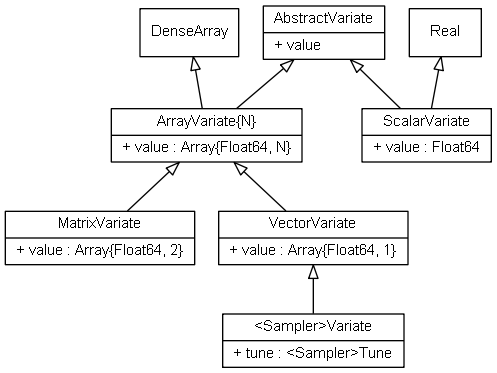 DenseArray
AbstractVariate
+ value
Real
ArrayVariate{N}
+ value : Array{Float64, N}
ScalarVariate
+ value : Float64
MatrixVariate
+ value : Array{Float64, 2}
VectorVariate
+ value : Array{Float64, 1}
<Sampler>Variate
+ tune : <Sampler>Tune